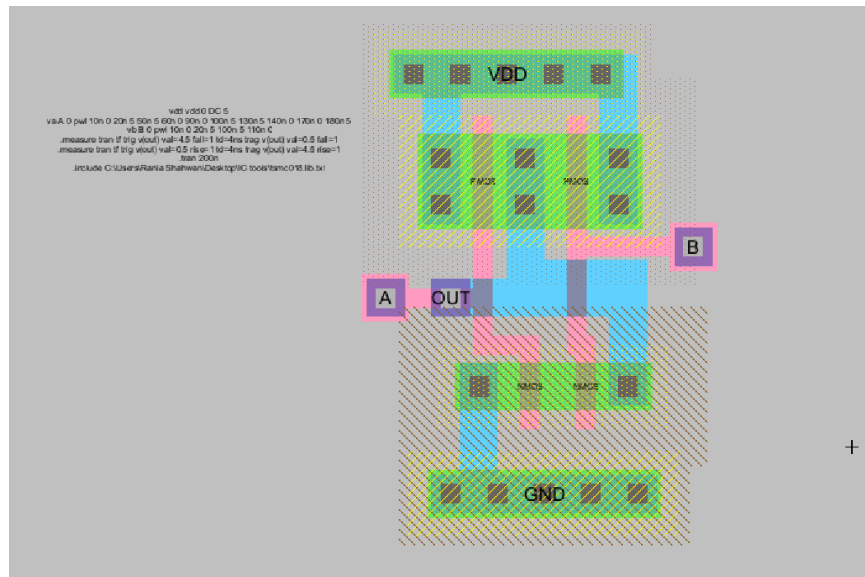 vdd vdd 0 DC 5
va A 0 pwl 10n 0 20n 5 50n 5 60n 0 90n 0 100n 5 130n 5 140n 0 170n 0 180n 5
vb B 0 pwl 10n 0 20n 5 100n 5 110n 0
.measure tran tf trig v(out) val=4.5 fall=1 td=4ns trag v(out) val=0.5 fall=1
.measure tran tf trig v(out) val=0.5 rise=1 td=4ns trag v(out) val=4.5 rise=1
.tran 200n
.include C:\Users\Rania Shahwan\Desktop\IC tools\tsmc018.lib.txt
VDD
PMOS PMOS
B
A OUT
NMOS NMOS
GND